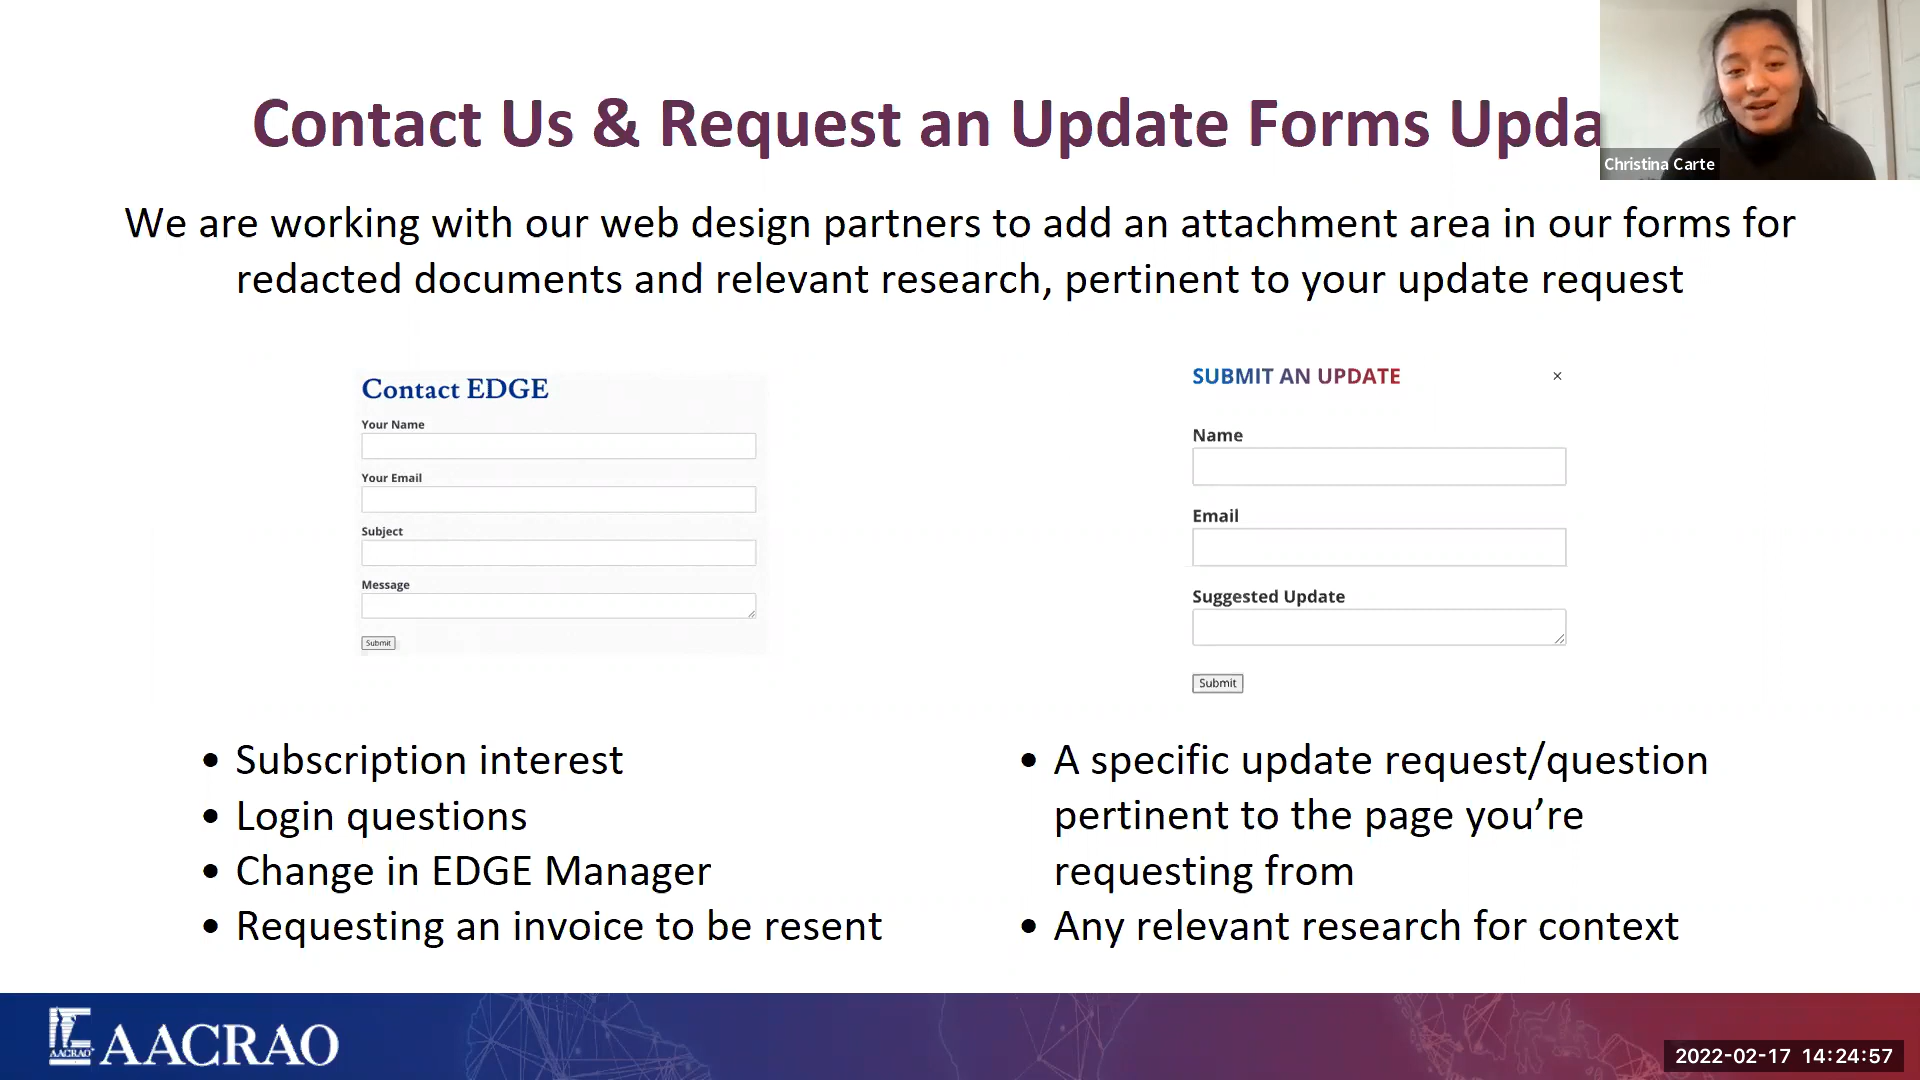 Contact Us & Request an Update Forms Upda
Christina Carte
We are working with our web design partners to add an attachment area in our forms for
redacted documents and relevant research, pertinent to your update request
Contact EDGE
Your Name
Your Email
Subject
Message
Submit
SUBMIT AN UPDATE
×
Name
Email
Suggested Update
Submit
• Subscription interest
• Login questions
• Change in EDGE Manager
• Requesting an invoice to be resent
• A specific update request/question
pertinent to the page you’re
requesting from
• Any relevant research for context
AACRAO
AACRAO
2022-02-17 14:24:57